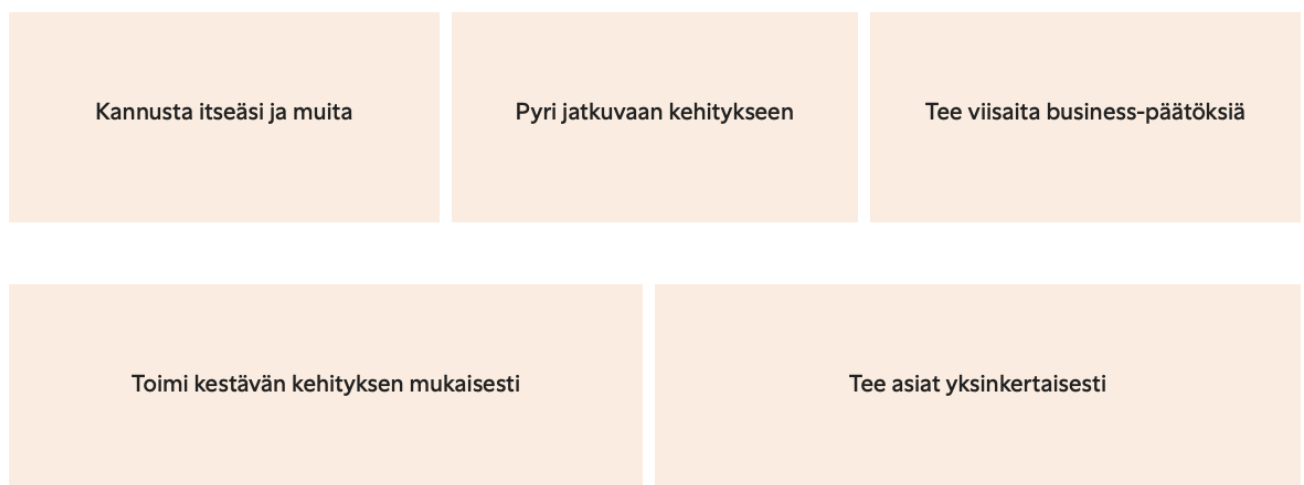 Kannusta itseäsi ja muita
Pyri jatkuvaan kehitykseen
Tee viisaita business-päätöksiä
Toimi kestävän kehityksen mukaisesti
Tee asiat yksinkertaisesti